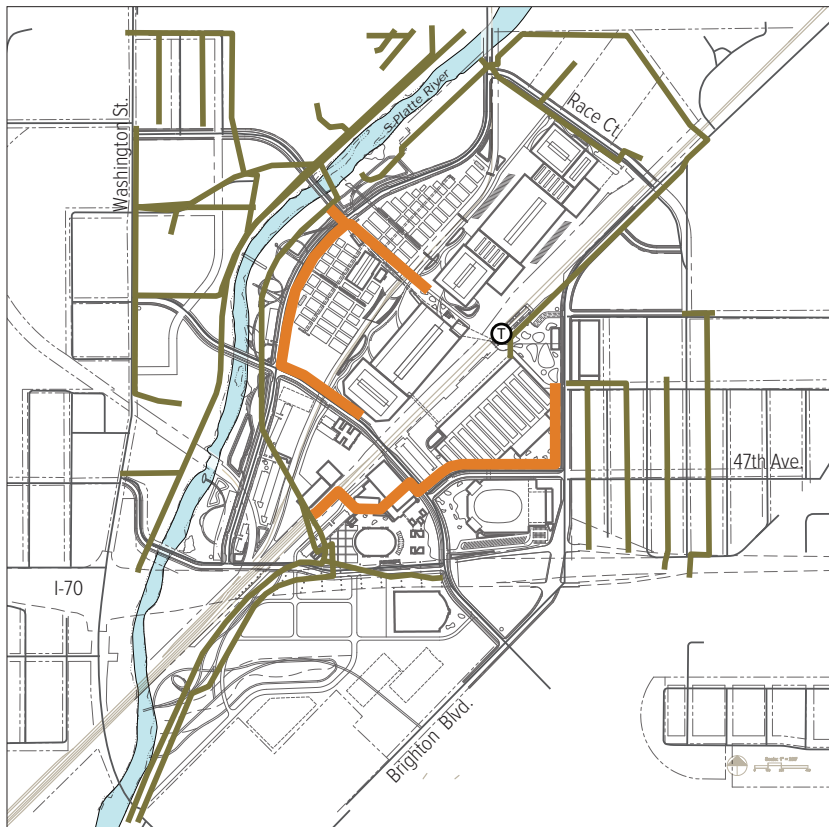 S-Platte River
Washington St.
Race Ct.
T
47th Ave.
I-70
Brighton Blvd.